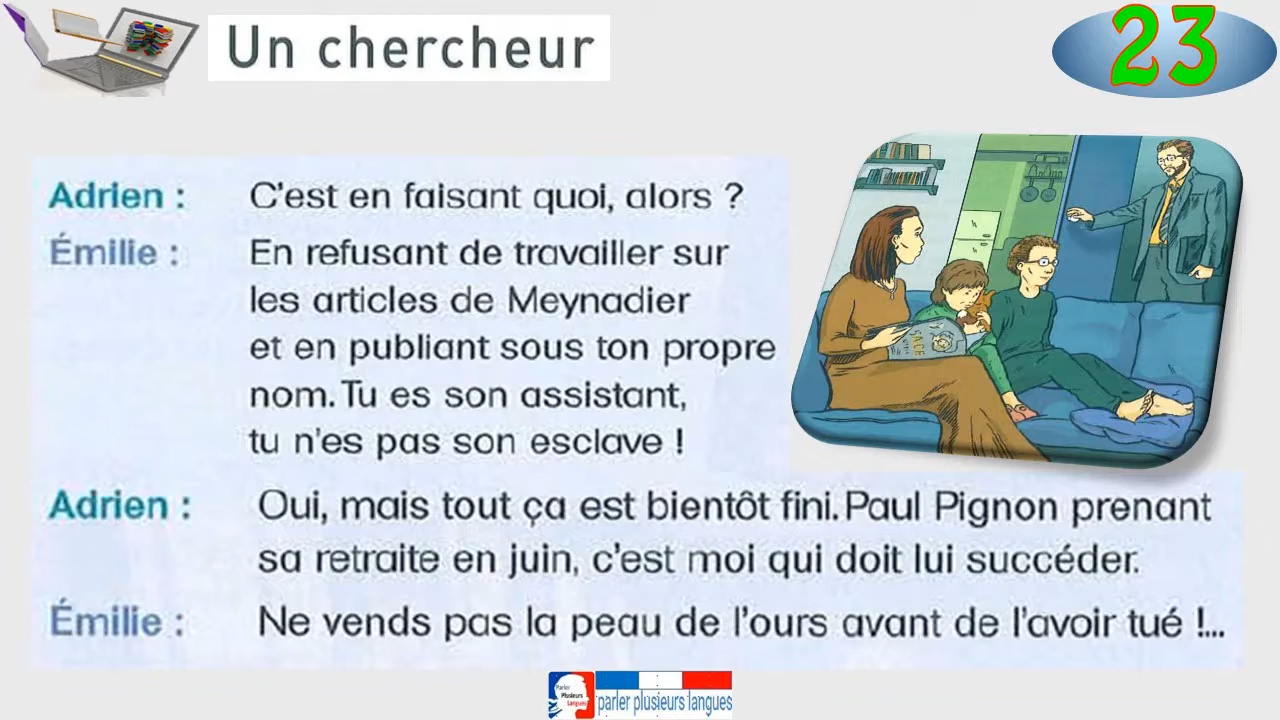 Un chercheur
23
Adrien : C'est en faisant quoi, alors ?
Émilie : En refusant de travailler sur
les articles de Meynadier
et en publiant sous ton propre
nom. Tu es son assistant,
tu n'es pas son esclave !
Adrien : Oui, mais tout ça est bientôt fini. Paul Pignon prenant
sa retraite en juin, c'est moi qui doit lui succéder.
Émilie : Ne vends pas la peau de l'ours avant de l'avoir tué !...
Parler
Plusieurs
Langues
parler plusieurs langues